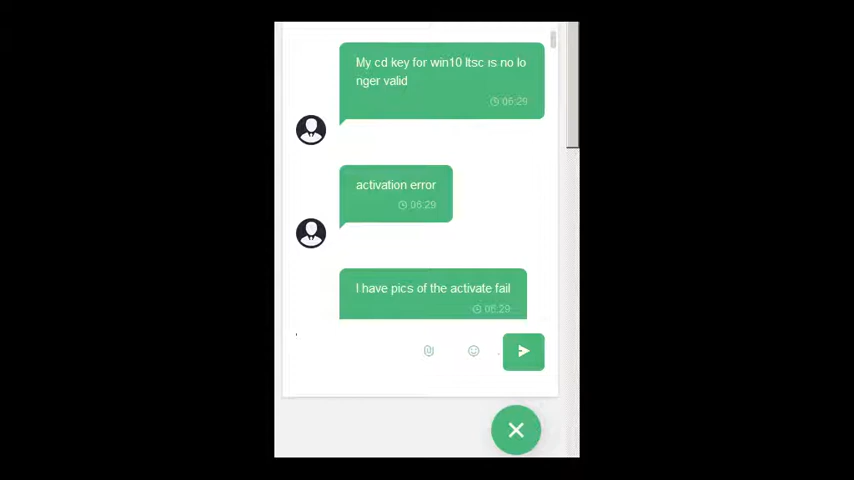 My cd key for win10 ltsc is no lo
nger valid
06:29
activation error
06:29
I have pics of the activate fail
06:29